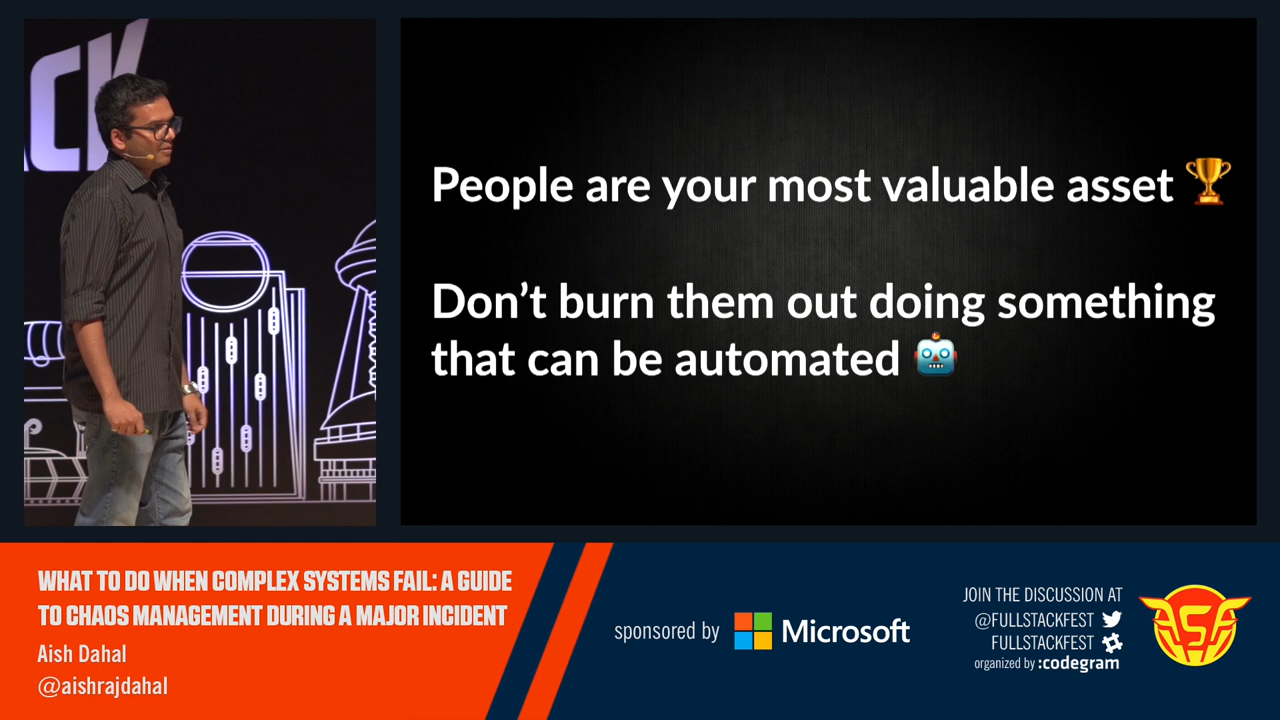 ACK
People are your most valuable asset 🏆
Don’t burn them out doing something
that can be automated 🤖
WHAT TO DO WHEN COMPLEX SYSTEMS FAIL: A GUIDE
TO CHAOS MANAGEMENT DURING A MAJOR INCIDENT
Aish Dahal
@aishrajdahal
sponsored by Microsoft
JOIN THE DISCUSSION AT
@FULLSTACKFEST
FULLSTACKFEST
organized by :codegram
FSF